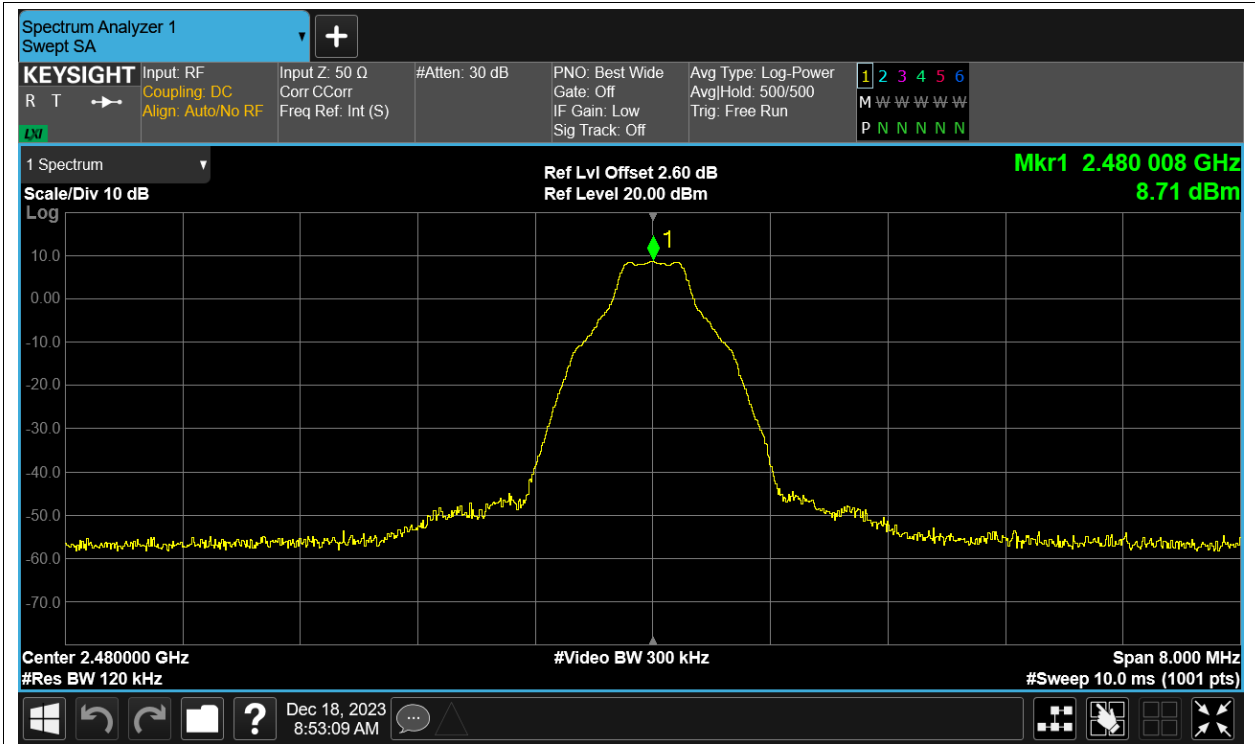 Spectrum Analyzer 1
Swept SA
+
KEYSIGHT
R T
LXI
Input: RF
Coupling: DC
Align: Auto/No RF
Input Z: 50 Ω
Corr CCorr
Freq Ref: Int (S)
#Atten: 30 dB
PNO: Best Wide
Gate: Off
IF Gain: Low
Sig Track: Off
Avg Type: Log-Power
Avg|Hold: 500/500
Trig: Free Run
1 2 3 4 5 6
M W W W W W
P N N N N N
1 Spectrum
Scale/Div 10 dB
Log
Ref Lvl Offset 2.60 dB
Ref Level 20.00 dBm
Mkr1 2.480 008 GHz
8.71 dBm
1
10.0
0.00
-10.0
-20.0
-30.0
-40.0
-50.0
-60.0
-70.0
Center 2.480000 GHz
#Res BW 120 kHz
#Video BW 300 kHz
Span 8.000 MHz
#Sweep 10.0 ms (1001 pts)
?
Dec 18, 2023
8:53:09 AM